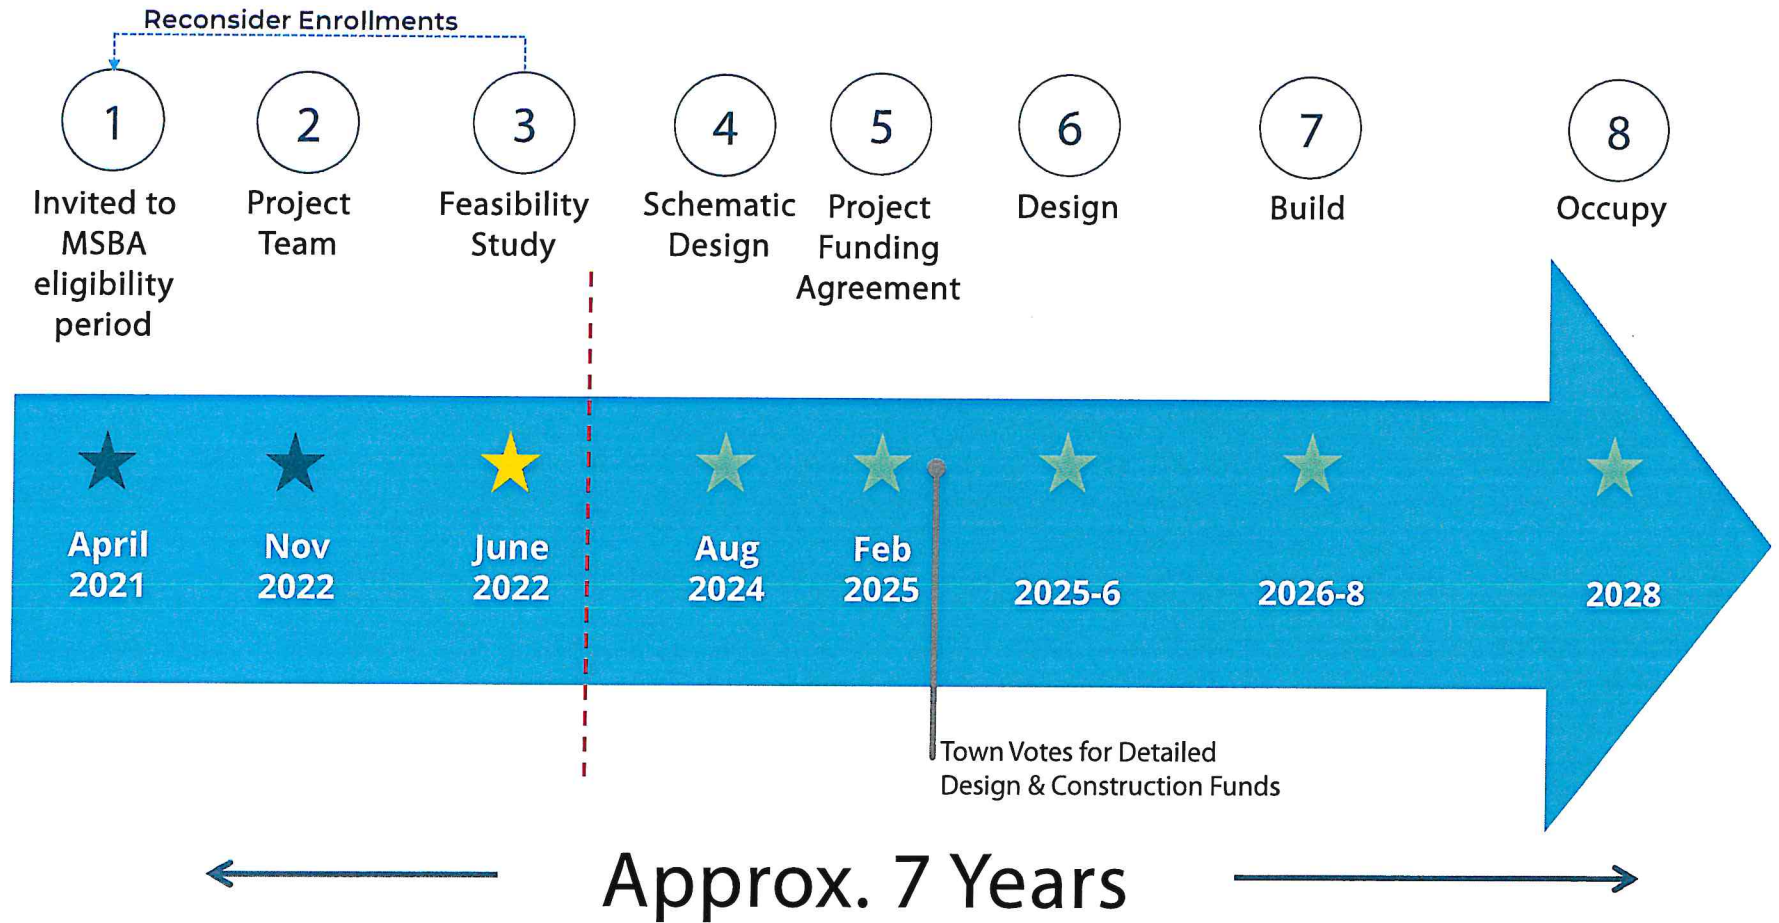 Reconsider Enrollments
1
2
3
4
5
6
7
8
Invited to
MSBA
eligibility
period
Project
Team
Feasibility
Study
Schematic
Design
Project
Funding
Agreement
Design
Build
Occupy
April
2021
Nov
2022
June
2022
Aug
2024
Feb
2025
2025-6
2026-8
2028
Town Votes for Detailed
Design & Construction Funds
Approx. 7 Years